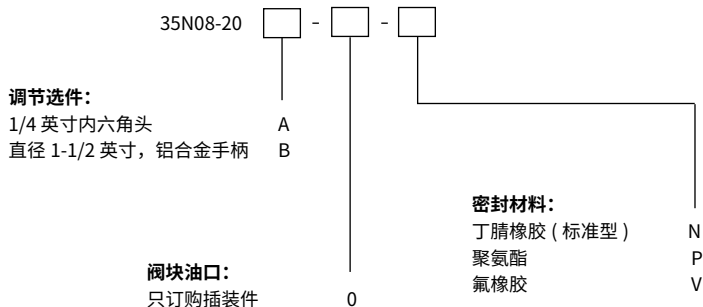 35N08-20 - -
调节选件：
1/4 英寸内六角头 A
直径 1-1/2 英寸，铝合金手柄 B
密封材料：
丁腈橡胶 ( 标准型 ) N
聚氨酯 P
氟橡胶 V
阀块油口：
只订购插装件 0